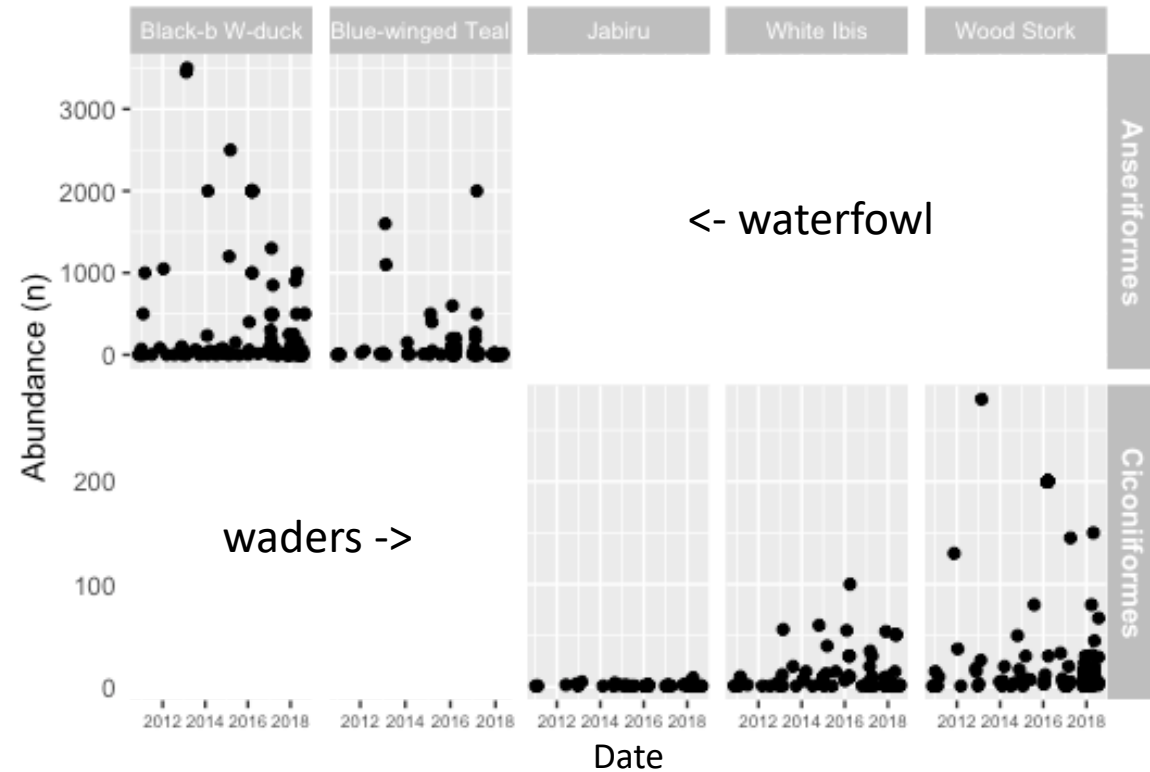 Black-b W-duck Blue-winged Teal Jabiru White Ibis Wood Stork
3000
2000
1000
0
Anseriformes
<- waterfowl
Abundance (n)
200
100
0
Ciconiiformes
waders ->
2012 2014 2016 2018 2012 2014 2016 2018 2012 2014 2016 2018 2012 2014 2016 2018 2012 2014 2016 2018
Date